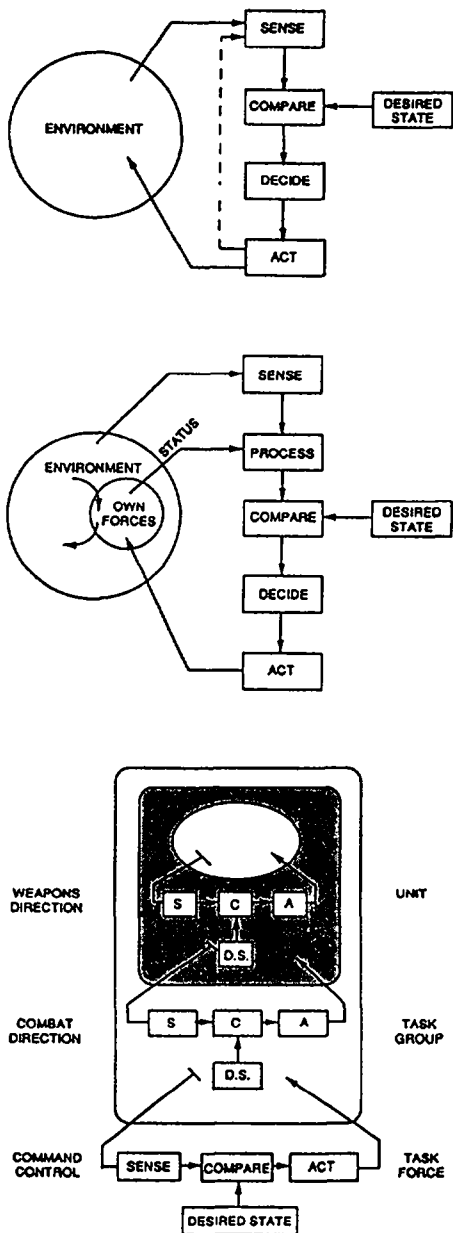 SENSE
ENVIRONMENT
COMPARE
DESIRED
STATE
DECIDE
ACT
SENSE
STATUS
PROCESS
ENVIRONMENT
OWN
FORCES
COMPARE
DESIRED
STATE
DECIDE
ACT
WEAPONS
DIRECTION
S
C
A
UNIT
D.S.
COMBAT
DIRECTION
S
C
A
TASK
GROUP
D.S.
COMMAND
CONTROL
SENSE
COMPARE
ACT
TASK
FORCE
DESIRED STATE